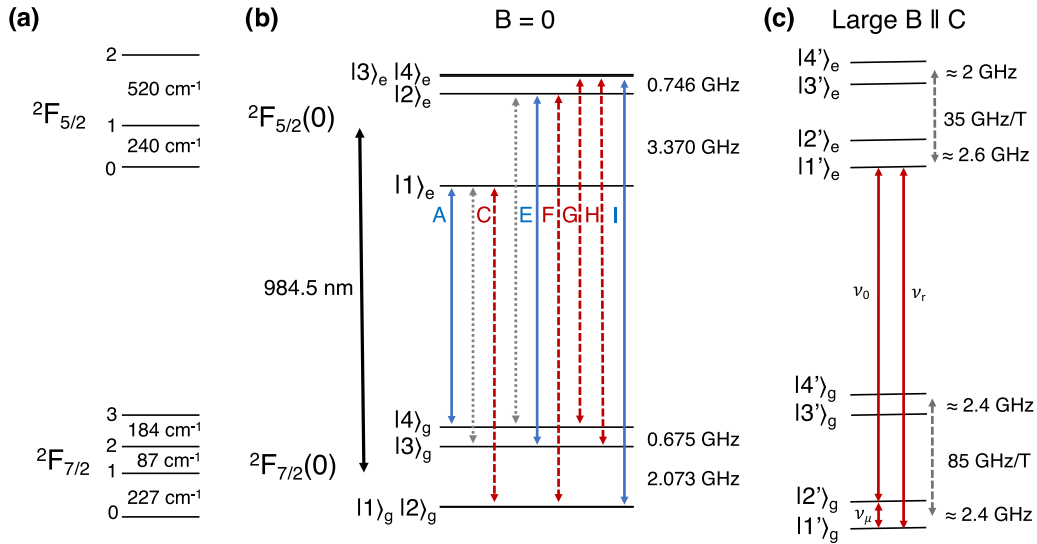 (a)
2
520 cm⁻¹
²F₅/₂
1
240 cm⁻¹
0
3
184 cm⁻¹
2
87 cm⁻¹
²F₇/₂
1
227 cm⁻¹
0
(b) B = 0
|3⟩ₑ |4⟩ₑ
0.746 GHz
|2⟩ₑ
²F₅/₂(0)
3.370 GHz
|1⟩ₑ
A C E F G H I
984.5 nm
|4⟩g
0.675 GHz
|3⟩g
²F₇/₂(0)
2.073 GHz
|1⟩g |2⟩g
(c) Large B ∥ C
|4'⟩ₑ
≈ 2 GHz
|3'⟩ₑ
35 GHz/T
|2'⟩ₑ
≈ 2.6 GHz
|1'⟩ₑ
ν₀ νᵣ
|4'⟩g
≈ 2.4 GHz
|3'⟩g
85 GHz/T
|2'⟩g
νμ
≈ 2.4 GHz
|1'⟩g